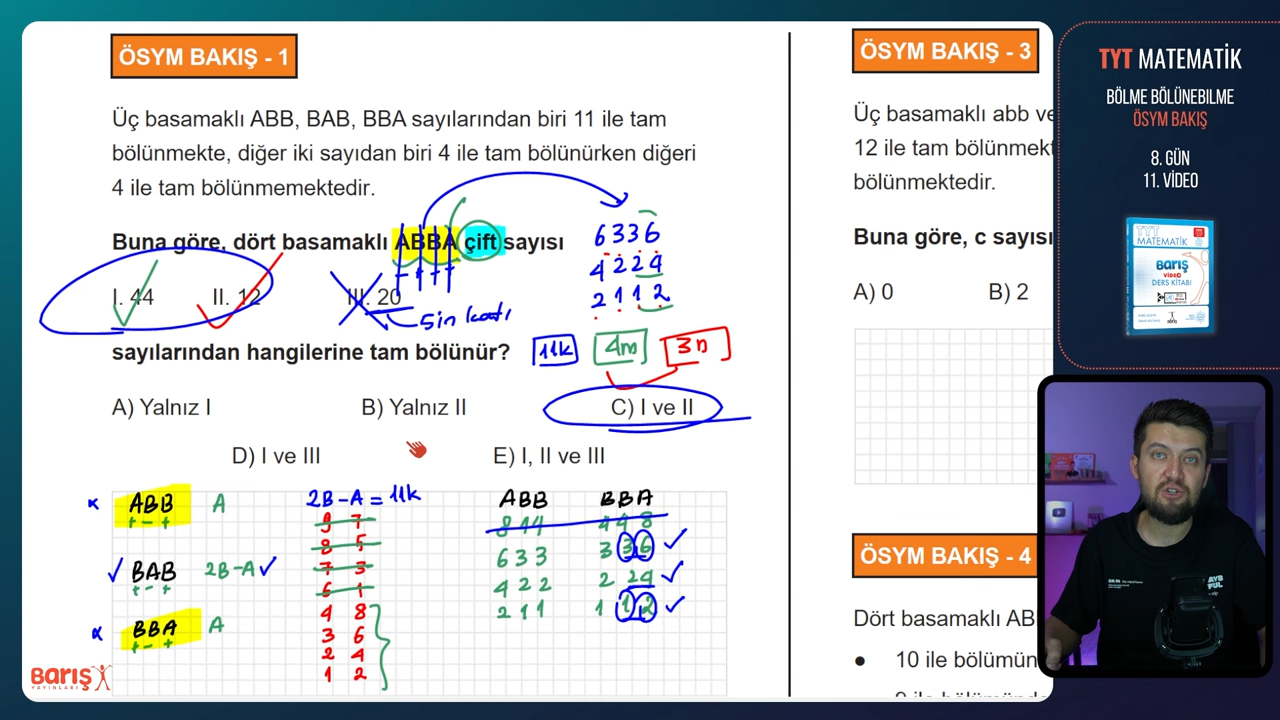 ÖSYM BAKIŞ - 1
Üç basamaklı ABB, BAB, BBA sayılarından biri 11 ile tam
bölünmekte, diğer iki sayıdan biri 4 ile tam bölünürken diğeri
4 ile tam bölünmemektedir.
Buna göre, dört basamaklı ABBA çift sayısı
I. 44 II. 12 III. 20
5in katı
sayılarından hangilerine tam bölünür?
11k 4m 3n
6336
4224
2112
A) Yalnız I B) Yalnız II C) I ve II
D) I ve III E) I, II ve III
ABB A
+ - +
BAB 2B-A
+ - +
BBA A
+ - +
2B-A = 11k
9 7
8 5
7 3
6 1
4 8
3 6
2 4
1 2
ABB BBA
844 448
633 336
422 224
211 112
BARIŞ
YAYINLARI
ÖSYM BAKIŞ - 3
Üç basamaklı abb ve
12 ile tam bölünmek
bölünmektedir.
Buna göre, c sayısı
A) 0 B) 2
ÖSYM BAKIŞ - 4
Dört basamaklı AB
• 10 ile bölümün
TYT MATEMATİK
BÖLME BÖLÜNEBILME
ÖSYM BAKIŞ
8. GÜN
11. VİDEO
TYT
MATEMATİK
BARIŞ
VİDEO
DERS KİTABI